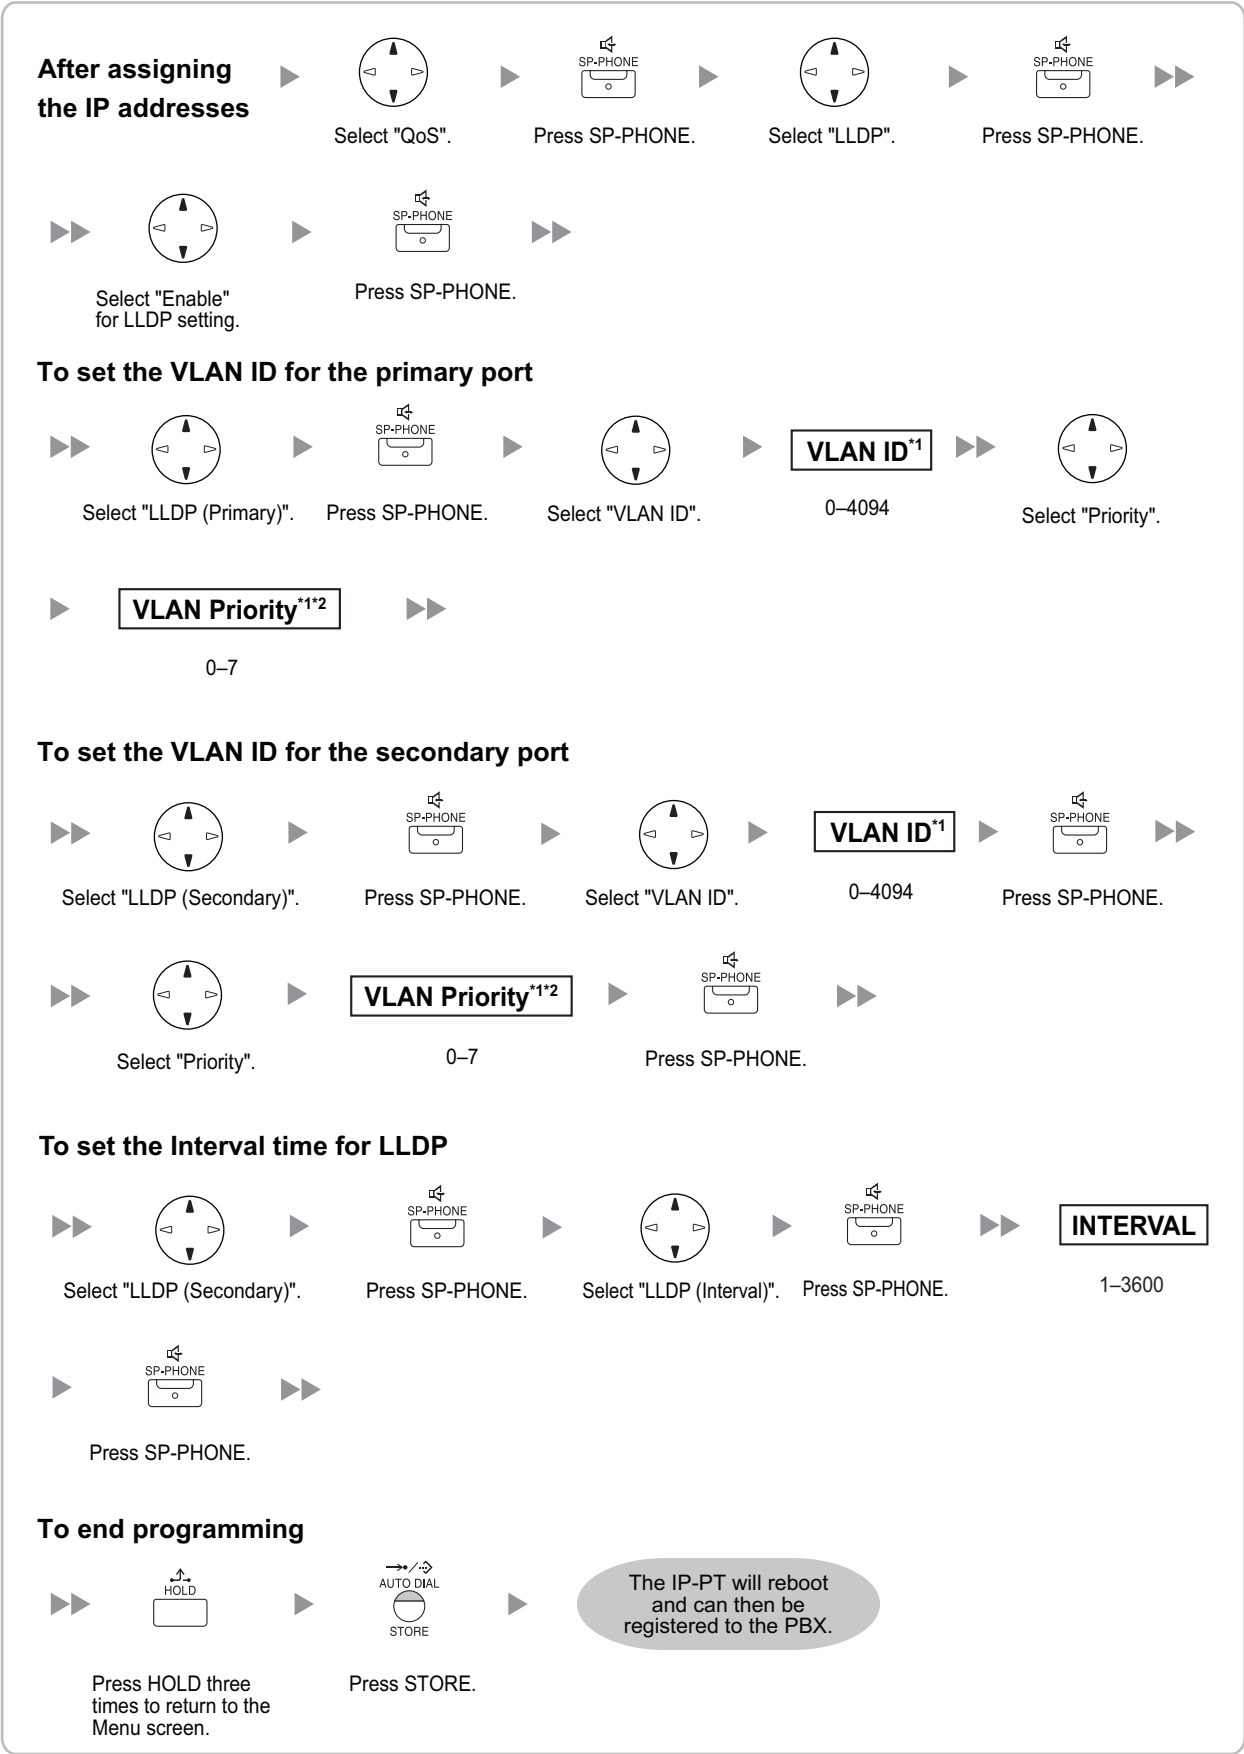 After assigning
the IP addresses
SP-PHONE
SP-PHONE
Select "QoS".
Press SP-PHONE.
Select "LLDP".
Press SP-PHONE.
SP-PHONE
Select "Enable"
for LLDP setting.
Press SP-PHONE.
To set the VLAN ID for the primary port
SP-PHONE
VLAN ID*1
Select "LLDP (Primary)".
Press SP-PHONE.
Select "VLAN ID".
0–4094
Select "Priority".
VLAN Priority*1*2
0–7
To set the VLAN ID for the secondary port
SP-PHONE
VLAN ID*1
SP-PHONE
Select "LLDP (Secondary)".
Press SP-PHONE.
Select "VLAN ID".
0–4094
Press SP-PHONE.
VLAN Priority*1*2
SP-PHONE
Select "Priority".
0–7
Press SP-PHONE.
To set the Interval time for LLDP
SP-PHONE
SP-PHONE
INTERVAL
Select "LLDP (Secondary)".
Press SP-PHONE.
Select "LLDP (Interval)".
Press SP-PHONE.
1–3600
SP-PHONE
Press SP-PHONE.
To end programming
HOLD
AUTO DIAL
STORE
The IP-PT will reboot
and can then be
registered to the PBX.
Press HOLD three
times to return to the
Menu screen.
Press STORE.